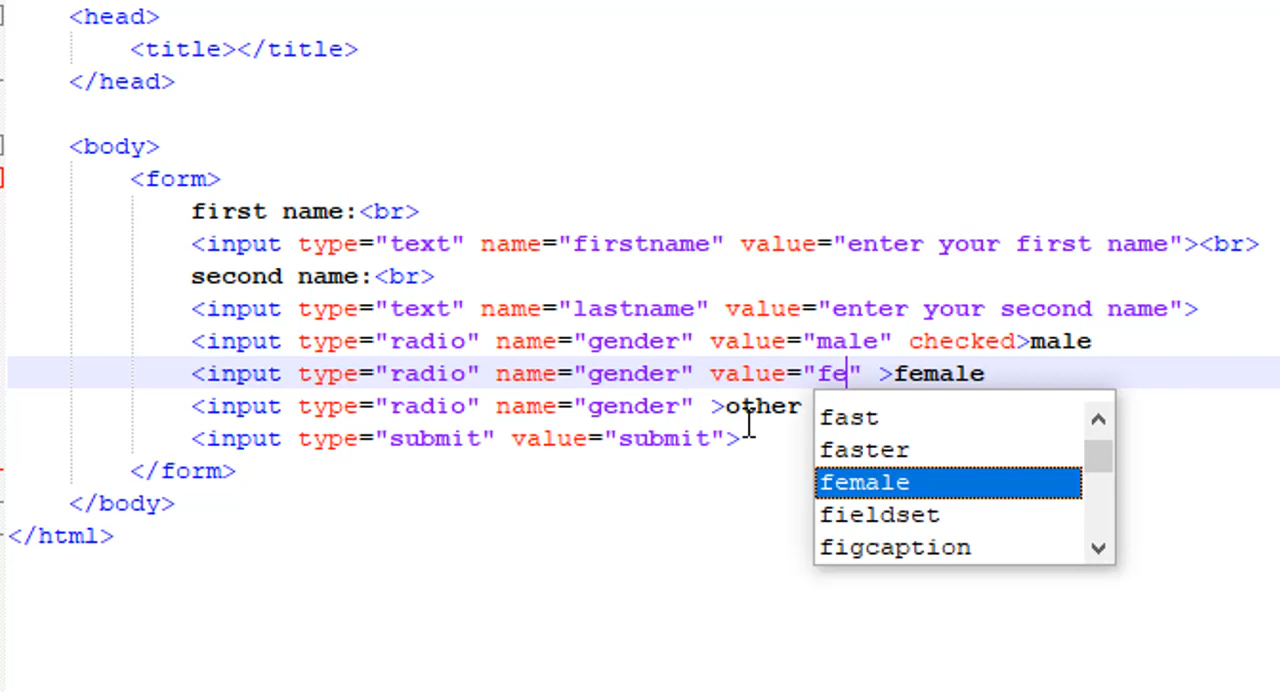 <head>
<title></title>
</head>
<body>
<form>
first name:<br>
<input type="text" name="firstname" value="enter your first name"><br>
second name:<br>
<input type="text" name="lastname" value="enter your second name">
<input type="radio" name="gender" value="male" checked>male
<input type="radio" name="gender" value="fe" >female
<input type="radio" name="gender" >other
<input type="submit" value="submit">
</form>
</body>
</html>
fast
faster
female
fieldset
figcaption